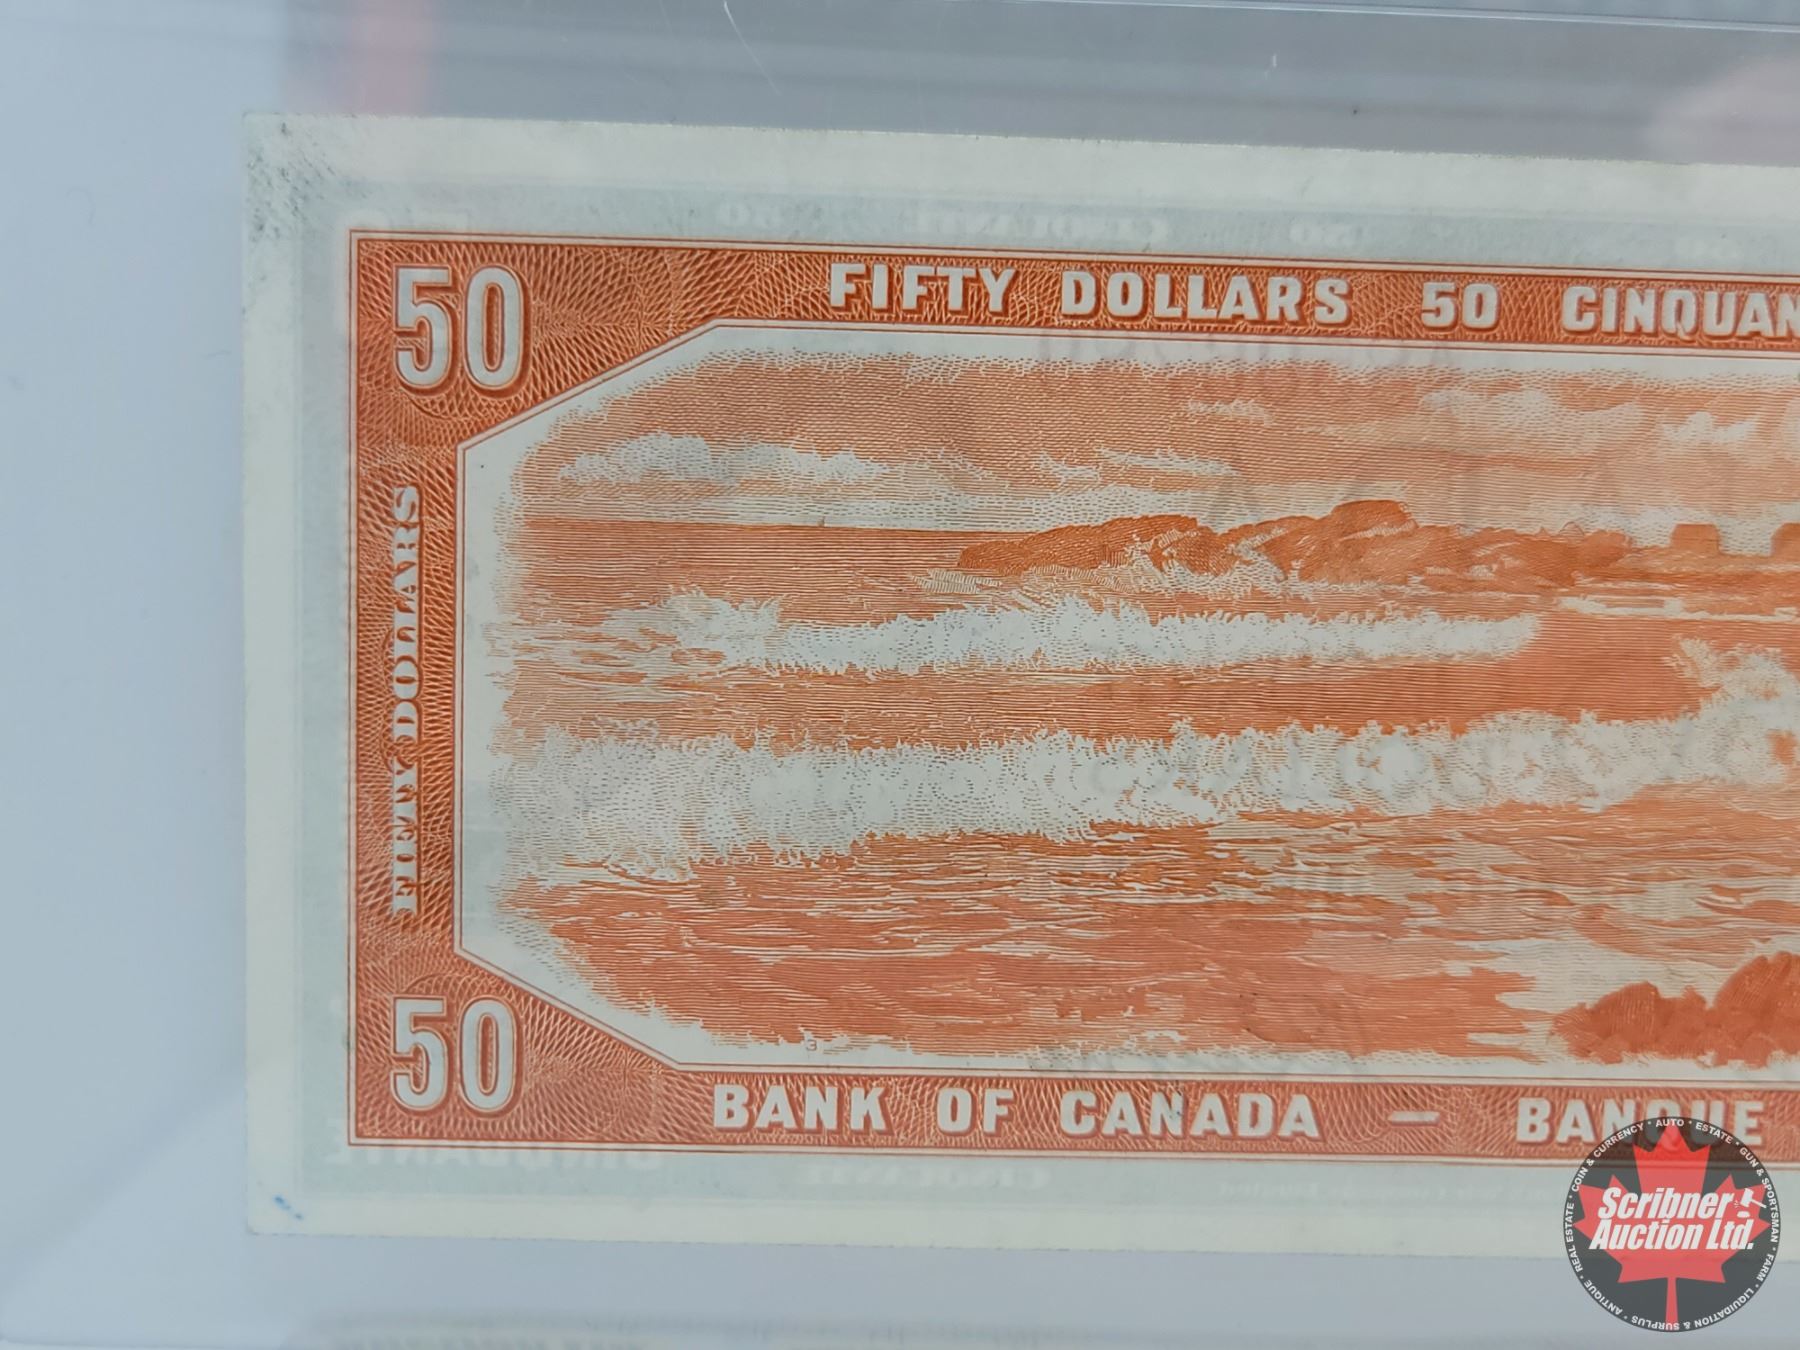 50
FIFTY DOLLARS 50 CINQUAN
FIFTY DOLLARS
3
50
BANK OF CANADA — BANQUE
COIN & CURRENCY • AUTO • ESTATE • GUN & SPORTSMAN • FARM • LIQUIDATION & SURPLUS • ANTIQUE • REAL ESTATE
Scribner
Auction Ltd.